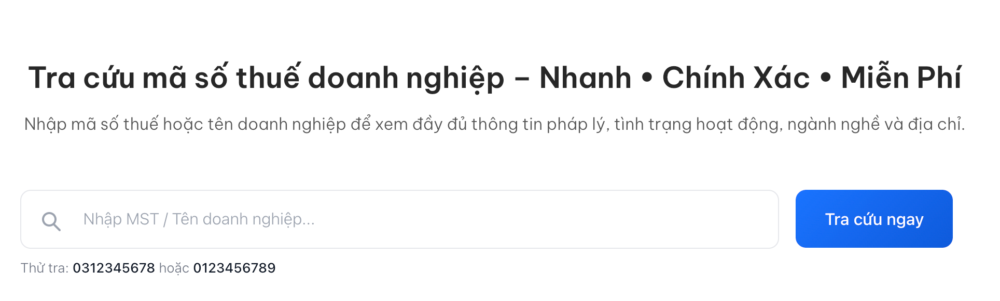 Tra cứu mã số thuế doanh nghiệp – Nhanh • Chính Xác • Miễn Phí
Nhập mã số thuế hoặc tên doanh nghiệp để xem đầy đủ thông tin pháp lý, tình trạng hoạt động, ngành nghề và địa chỉ.
Nhập MST / Tên doanh nghiệp...
Tra cứu ngay
Thử tra: 0312345678 hoặc 0123456789